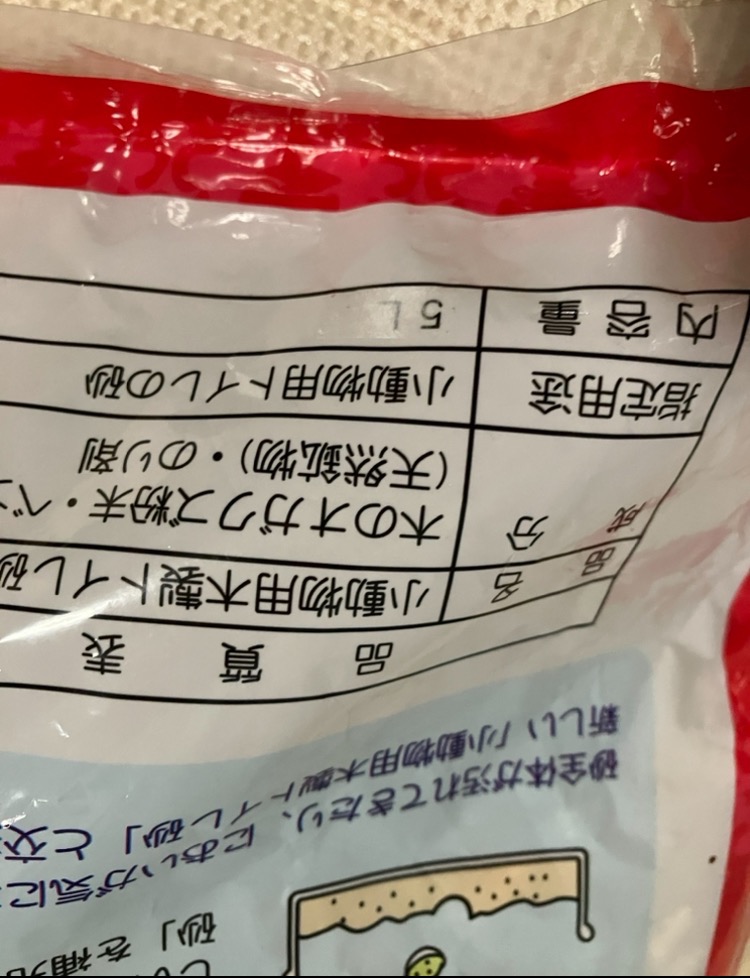 砂」を補
砂全体が汚れてきたり、においが気に
新しい「小動物用木製トイレ砂」と交
品質表
品名 小動物用木製トイレ砂
成分 木のオガクズ粉末・ベ
(天然鉱物)・のり剤
指定用途 小動物用トイレの砂
内容量 5L